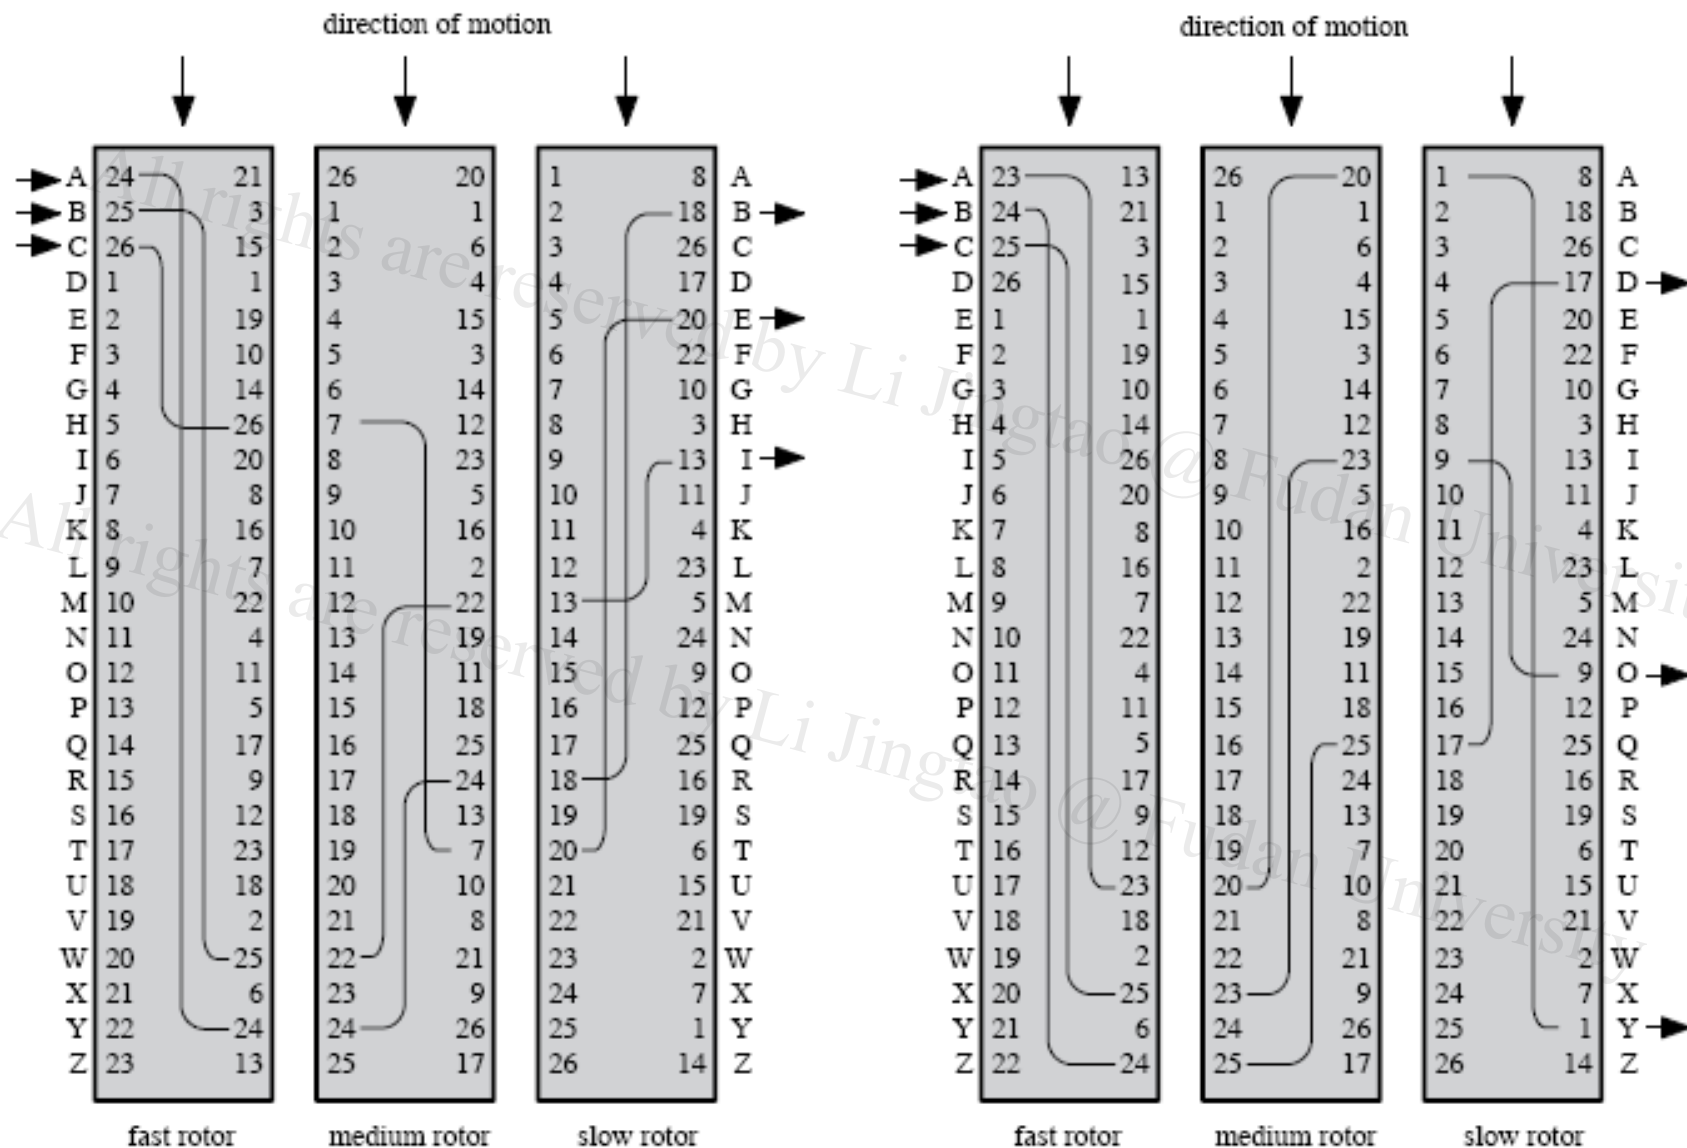 direction of motion direction of motion
A 24 21 26 20 1 8 A A 23 13 26 20 1 8 A
B 25 3 1 1 2 18 B B 24 21 1 1 2 18 B
C 26 15 2 6 3 26 C C 25 3 2 6 3 26 C
D 1 1 3 4 4 17 D D 26 15 3 4 4 17 D
E 2 19 4 15 5 20 E E 1 1 4 15 5 20 E
F 3 10 5 3 6 22 F F 2 19 5 3 6 22 F
G 4 14 6 14 7 10 G G 3 10 6 14 7 10 G
H 5 26 7 12 8 3 H H 4 14 7 12 8 3 H
I 6 20 8 23 9 13 I I 5 26 8 23 9 13 I
J 7 8 9 5 10 11 J J 6 20 9 5 10 11 J
K 8 16 10 16 11 4 K K 7 8 10 16 11 4 K
L 9 7 11 2 12 23 L L 8 16 11 2 12 23 L
M 10 22 12 22 13 5 M M 9 7 12 22 13 5 M
N 11 4 13 19 14 24 N N 10 22 13 19 14 24 N
O 12 11 14 11 15 9 O O 11 4 14 11 15 9 O
P 13 5 15 18 16 12 P P 12 11 15 18 16 12 P
Q 14 17 16 25 17 25 Q Q 13 5 16 25 17 25 Q
R 15 9 17 24 18 16 R R 14 17 17 24 18 16 R
S 16 12 18 13 19 19 S S 15 9 18 13 19 19 S
T 17 23 19 7 20 6 T T 16 12 19 7 20 6 T
U 18 18 20 10 21 15 U U 17 23 20 10 21 15 U
V 19 2 21 8 22 21 V V 18 18 21 8 22 21 V
W 20 25 22 21 23 2 W W 19 2 22 21 23 2 W
X 21 6 23 9 24 7 X X 20 25 23 9 24 7 X
Y 22 24 24 26 25 1 Y Y 21 6 24 26 25 1 Y
Z 23 13 25 17 26 14 Z Z 22 24 25 17 26 14 Z
fast rotor medium rotor slow rotor fast rotor medium rotor slow rotor
All rights are reserved by Li Jingtao @ Fudan Universit
All rights are reserved by Li Jingtao @ Fudan University